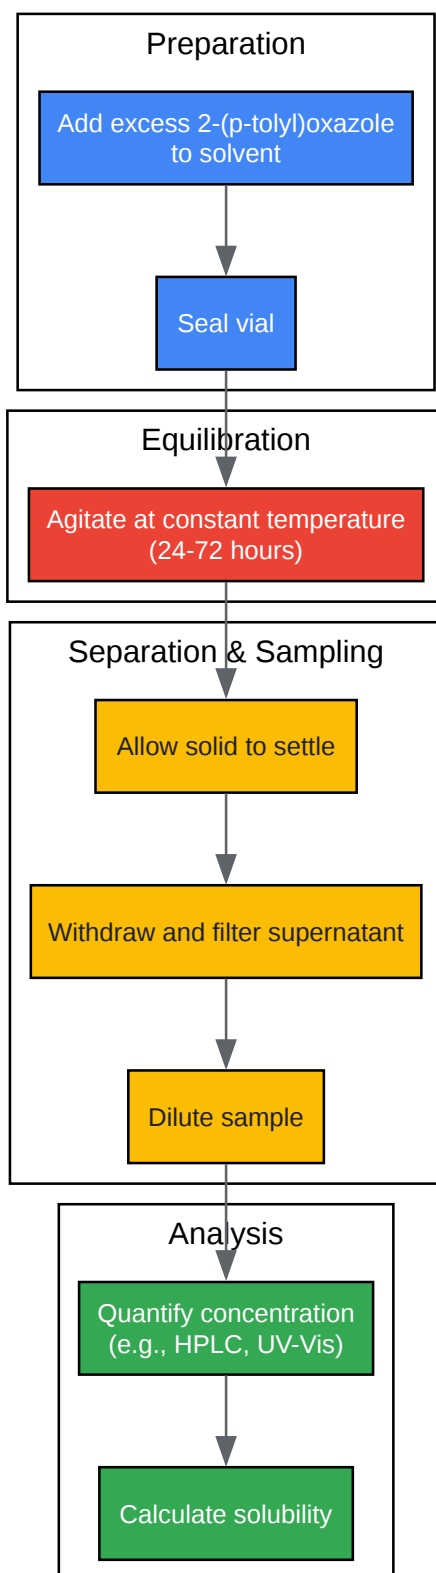 Preparation
Add excess 2-(p-tolyl)oxazole
to solvent
Seal vial
Equilibration
Agitate at constant temperature
(24-72 hours)
Separation & Sampling
Allow solid to settle
Withdraw and filter supernatant
Dilute sample
Analysis
Quantify concentration
(e.g., HPLC, UV-Vis)
Calculate solubility